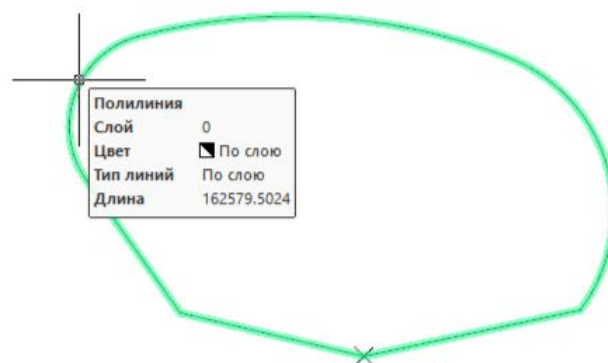 Полилиния
Слой 0
Цвет По слою
Тип линий По слою
Длина 162579.5024